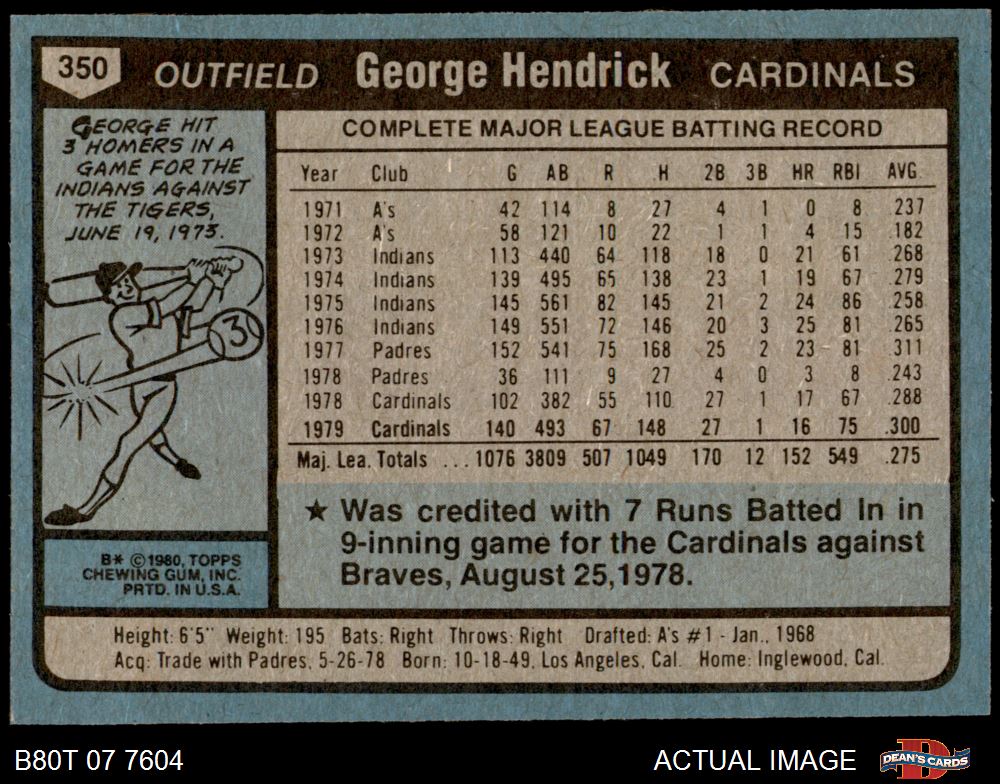 350 OUTFIELD George Hendrick CARDINALS
GEORGE HIT
3 HOMERS IN A
GAME FOR THE
INDIANS AGAINST
THE TIGERS,
JUNE 19, 1973.
3
B* ©1980, TOPPS
CHEWING GUM, INC.
PRTD. IN U.S.A.
COMPLETE MAJOR LEAGUE BATTING RECORD
Year Club G AB R H 2B 3B HR RBI AVG.
1971 A's 42 114 8 27 4 1 0 8 .237
1972 A's 58 121 10 22 1 1 4 15 .182
1973 Indians 113 440 64 118 18 0 21 61 .268
1974 Indians 139 495 65 138 23 1 19 67 .279
1975 Indians 145 561 82 145 21 2 24 86 .258
1976 Indians 149 551 72 146 20 3 25 81 .265
1977 Padres 152 541 75 168 25 2 23 81 .311
1978 Padres 36 111 9 27 4 0 3 8 .243
1978 Cardinals 102 382 55 110 27 1 17 67 .288
1979 Cardinals 140 493 67 148 27 1 16 75 .300
Maj. Lea. Totals ... 1076 3809 507 1049 170 12 152 549 .275
★ Was credited with 7 Runs Batted In in
9-inning game for the Cardinals against
Braves, August 25,1978.
Height: 6'5" Weight: 195 Bats: Right Throws: Right Drafted: A's #1 - Jan., 1968
Acq: Trade with Padres, 5-26-78 Born: 10-18-49, Los Angeles, Cal. Home: Inglewood, Cal.
B80T 07 7604 ACTUAL IMAGE DEAN'S CARDS